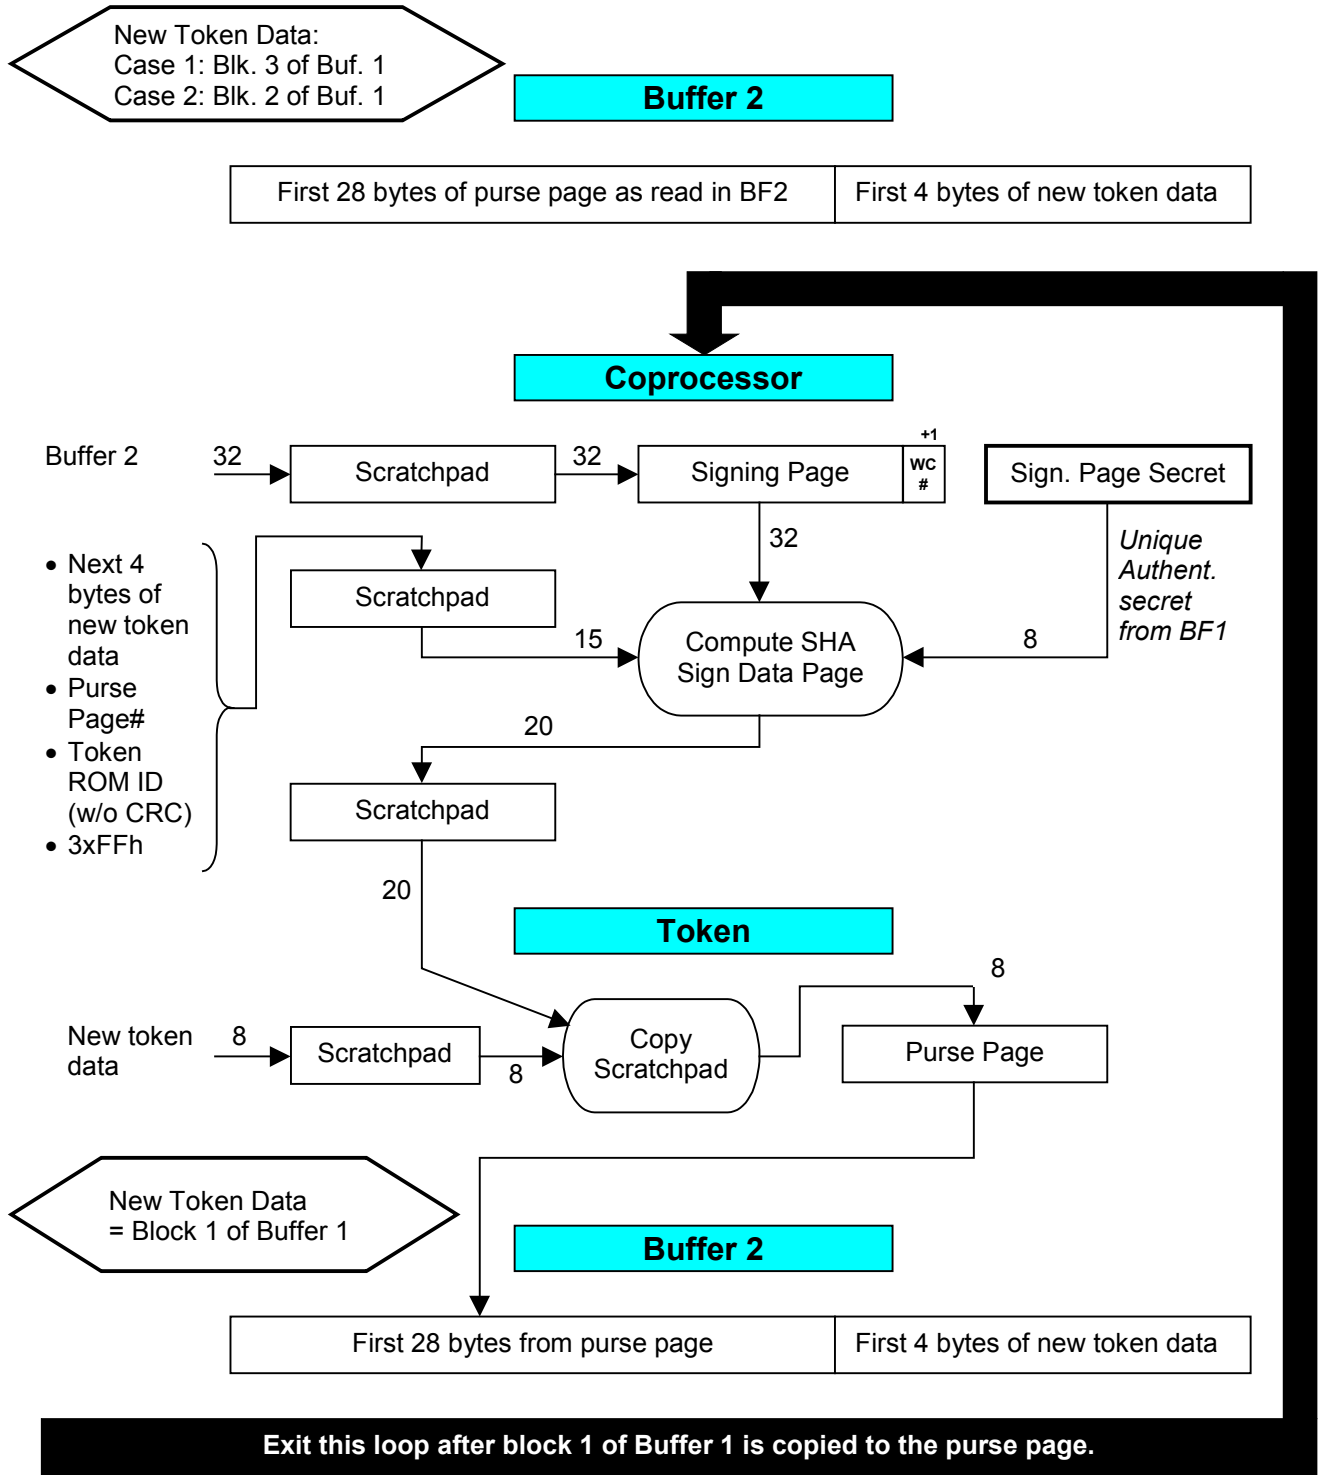 New Token Data:
Case 1: Blk. 3 of Buf. 1
Case 2: Blk. 2 of Buf. 1
Buffer 2
First 28 bytes of purse page as read in BF2
First 4 bytes of new token data
Coprocessor
Buffer 2
32
Scratchpad
32
Signing Page
+1
WC
#
Sign. Page Secret
32
Unique
Authent.
secret
from BF1
• Next 4
bytes of
new token
data
• Purse
Page#
• Token
ROM ID
(w/o CRC)
• 3xFFh
Scratchpad
15
Compute SHA
Sign Data Page
8
20
Scratchpad
20
Token
8
New token
data
8
Scratchpad
8
Copy
Scratchpad
Purse Page
New Token Data
= Block 1 of Buffer 1
Buffer 2
First 28 bytes from purse page
First 4 bytes of new token data
Exit this loop after block 1 of Buffer 1 is copied to the purse page.